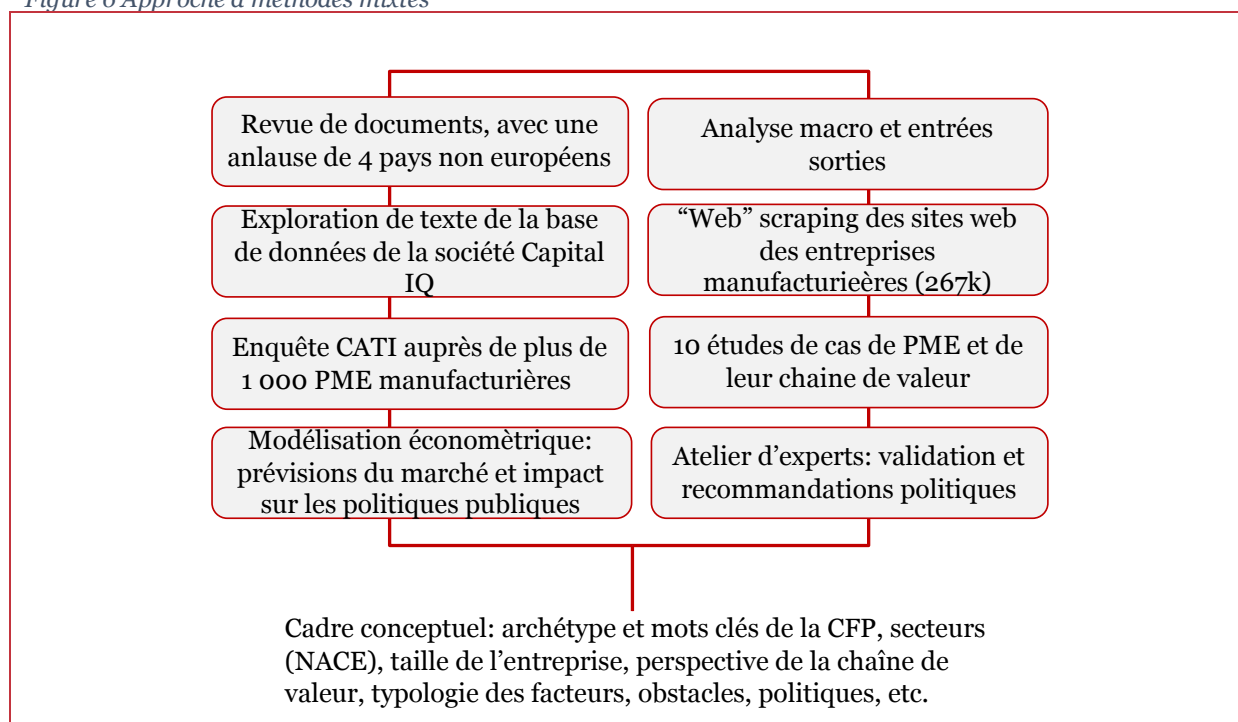 Figure 6 Approche à méthodes mixtes
Revue de documents, avec une
anlause de 4 pays non européens
Analyse macro et entrées
sorties
Exploration de texte de la base
de données de la société Capital
IQ
“Web” scraping des sites web
des entreprises
manufacturieères (267k)
Enquête CATI auprès de plus de
1 000 PME manufacturières
10 études de cas de PME et de
leur chaine de valeur
Modélisation économètrique:
prévisions du marché et impact
sur les politiques publiques
Atelier d’experts: validation et
recommandations politiques
Cadre conceptuel: archétype et mots clés de la CFP, secteurs
(NACE), taille de l’entreprise, perspective de la chaîne de
valeur, typologie des facteurs, obstacles, politiques, etc.